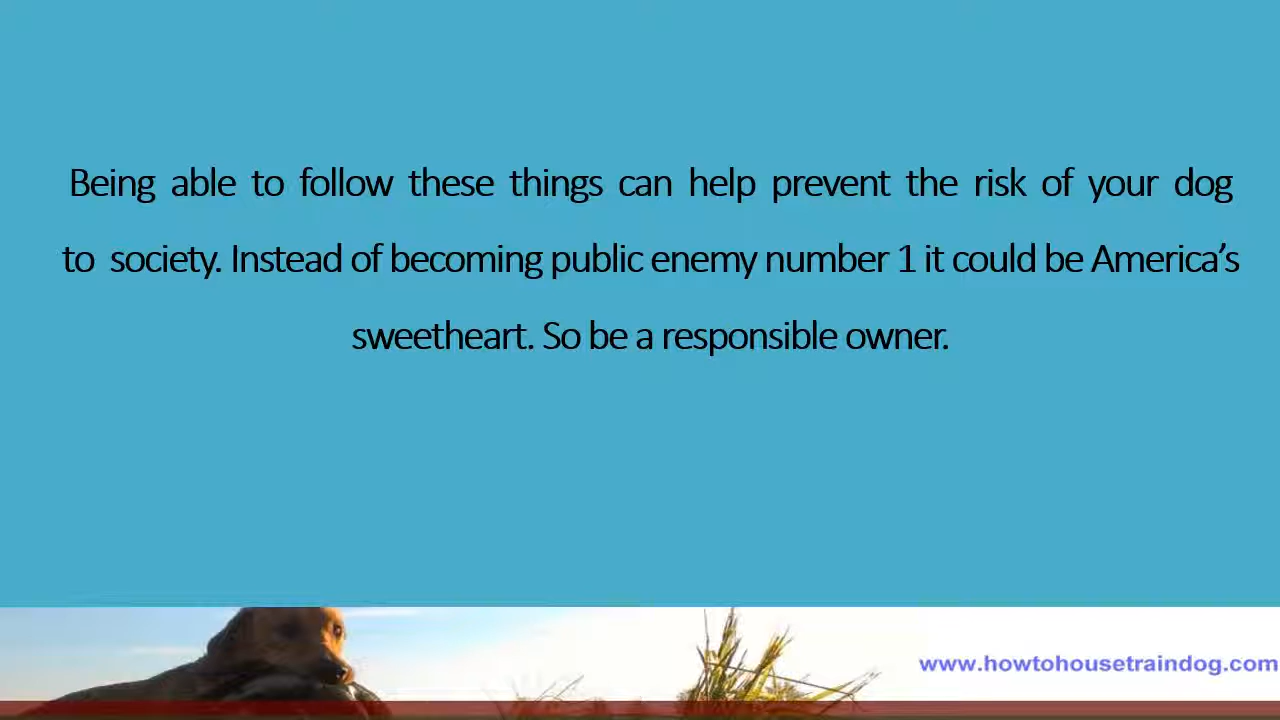 Being able to follow these things can help prevent the risk of your dog
to society. Instead of becoming public enemy number 1 it could be America’s
sweetheart. So be a responsible owner.
www.howtohousetraindog.com